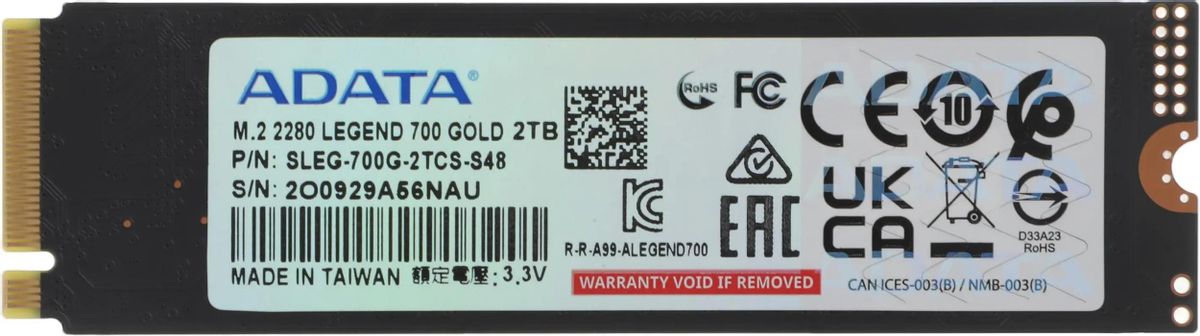 ADATA®
M.2 2280 LEGEND 700 GOLD 2TB
P/N: SLEG-700G-2TCS-S48
S/N: 2O0929A56NAU
MADE IN TAIWAN 額定電壓: 3.3V
R-R-A99-ALEGEND700
WARRANTY VOID IF REMOVED
RoHS FC CE 10
EAC UK CA
D33A23
RoHS
CAN ICES-003(B) / NMB-003(B)